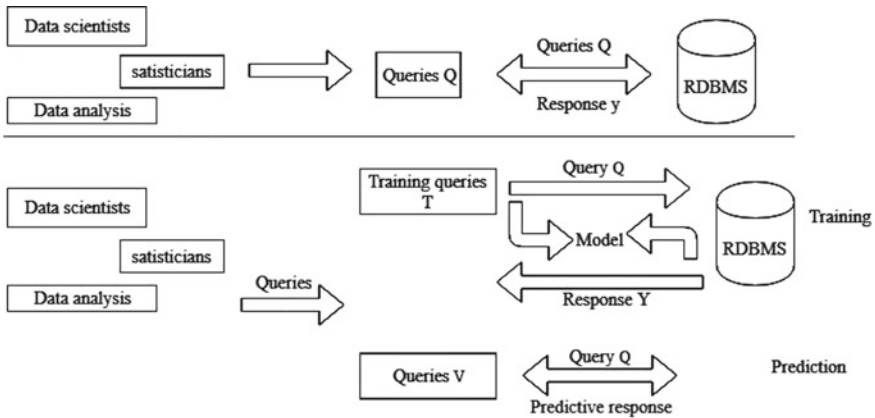 Data scientists
satisticians
Data analysis
Queries Q
Queries Q
Response y
RDBMS
Data scientists
satisticians
Data analysis
Queries
Training queries
T
Query Q
Model
Response Y
RDBMS
Training
Queries V
Query Q
Predictive response
Prediction